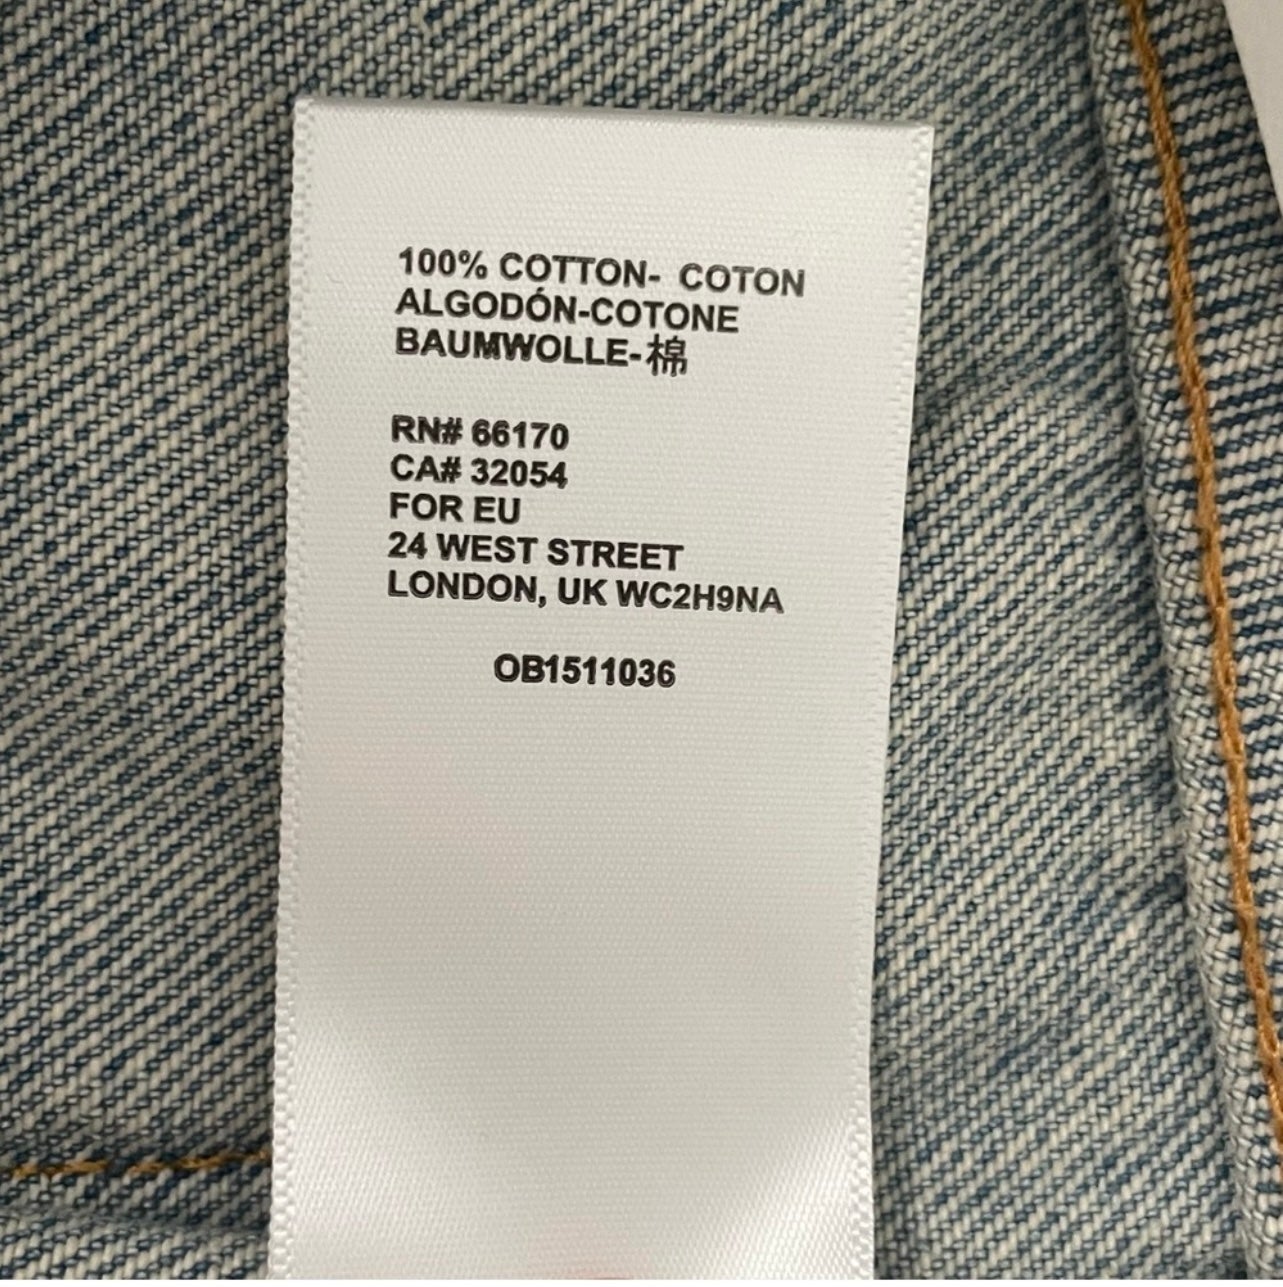 100% COTTON- COTON
ALGODÓN-COTONE
BAUMWOLLE-棉
RN# 66170
CA# 32054
FOR EU
24 WEST STREET
LONDON, UK WC2H9NA
OB1511036